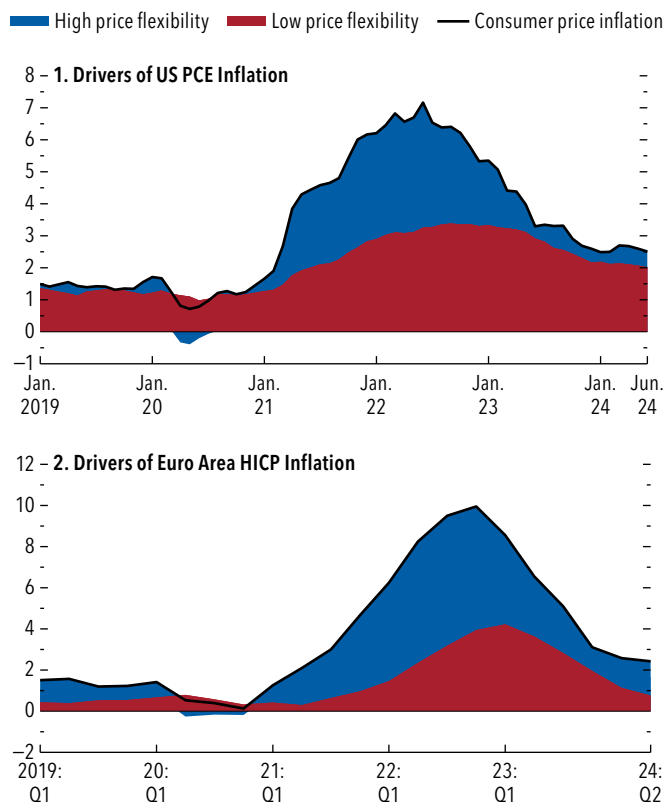 High price flexibility Low price flexibility Consumer price inflation
1. Drivers of US PCE Inflation
8
7
6
5
4
3
2
1
0
−1
Jan. Jan. Jan. Jan. Jan. Jan. Jun.
2019 20 21 22 23 24 24
2. Drivers of Euro Area HICP Inflation
12
10
8
6
4
2
0
−2
2019: 20: 21: 22: 23: 24:
Q1 Q1 Q1 Q1 Q1 Q2